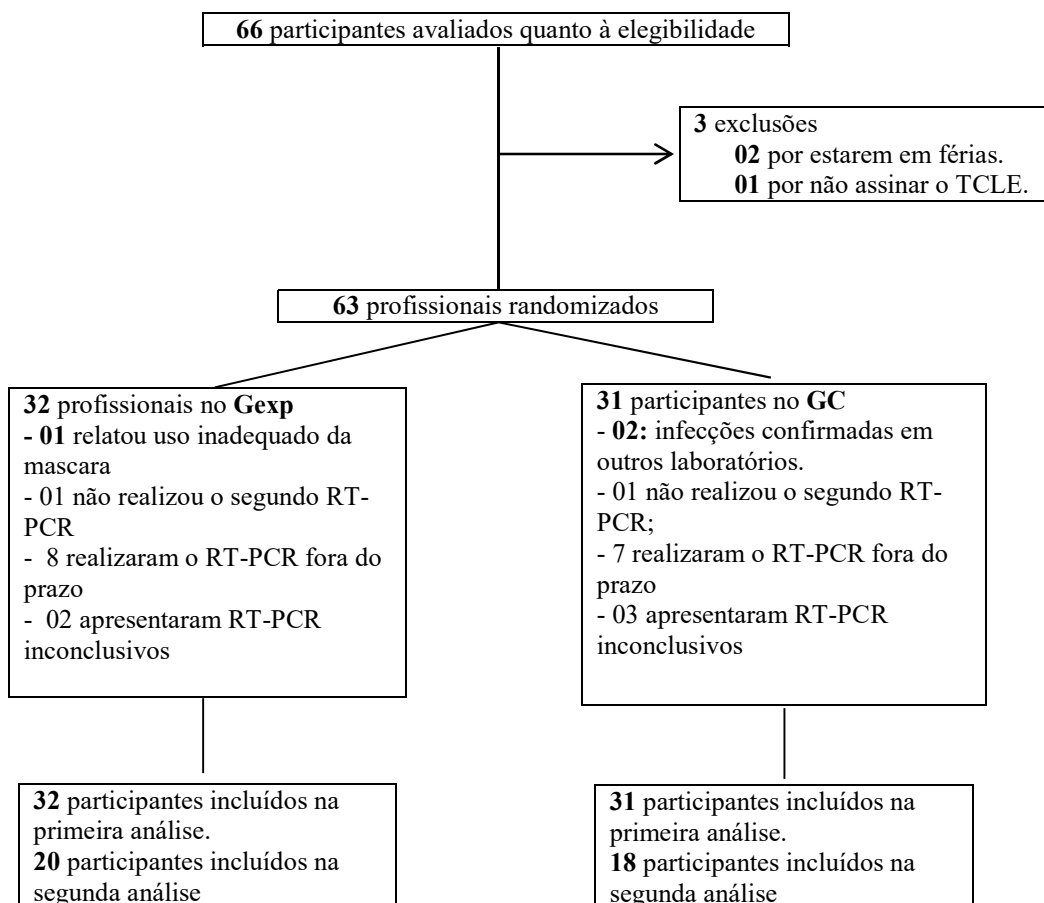 66 participantes avaliados quanto à elegibilidade
3 exclusões
02 por estarem em férias.
01 por não assinar o TCLE.
63 profissionais randomizados
32 profissionais no Gexp
- 01 relatou uso inadequado da
mascara
- 01 não realizou o segundo RT-
PCR
- 8 realizaram o RT-PCR fora do
prazo
- 02 apresentaram RT-PCR
inconclusivos
31 participantes no GC
- 02: infecções confirmadas em
outros laboratórios.
- 01 não realizou o segundo RT-
PCR;
- 7 realizaram o RT-PCR fora do
prazo
- 03 apresentaram RT-PCR
inconclusivos
32 participantes incluídos na
primeira análise.
20 participantes incluídos na
segunda análise
31 participantes incluídos na
primeira análise.
18 participantes incluídos na
segunda análise